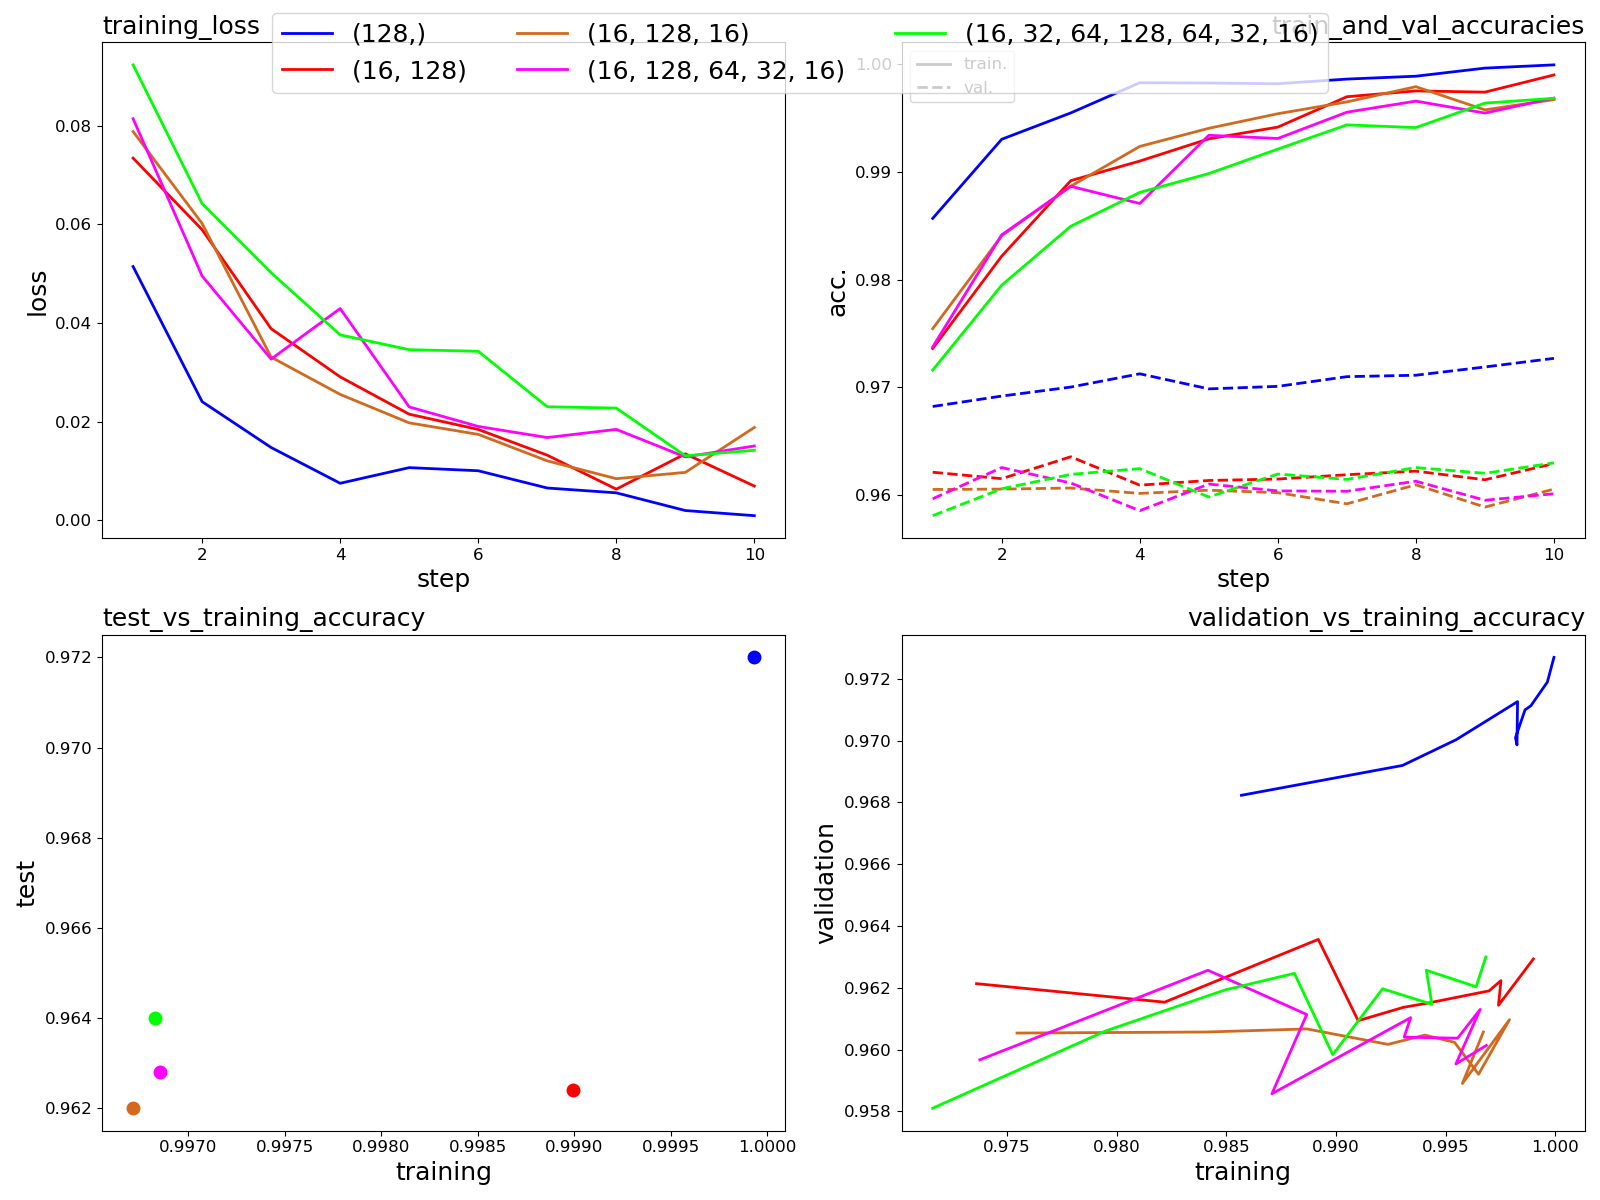 training_loss
train_and_val_accuracies
(128,)
(16, 128)
(16, 128, 16)
(16, 128, 64, 32, 16)
(16, 32, 64, 128, 64, 32, 16)
0.08
0.06
0.04
0.02
0.00
loss
2
4
6
8
10
step
train.
val.
1.00
0.99
0.98
0.97
0.96
acc.
2
4
6
8
10
step
test_vs_training_accuracy
0.972
0.970
0.968
0.966
0.964
0.962
test
0.9970
0.9975
0.9980
0.9985
0.9990
0.9995
1.0000
training
validation_vs_training_accuracy
0.972
0.970
0.968
0.966
0.964
0.962
0.960
0.958
validation
0.975
0.980
0.985
0.990
0.995
1.000
training